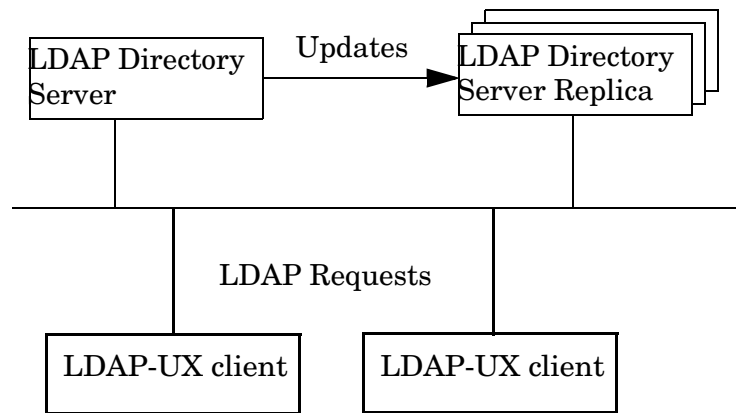 Updates
LDAP Directory
Server
LDAP Directory
Server Replica
LDAP Requests
LDAP-UX client
LDAP-UX client